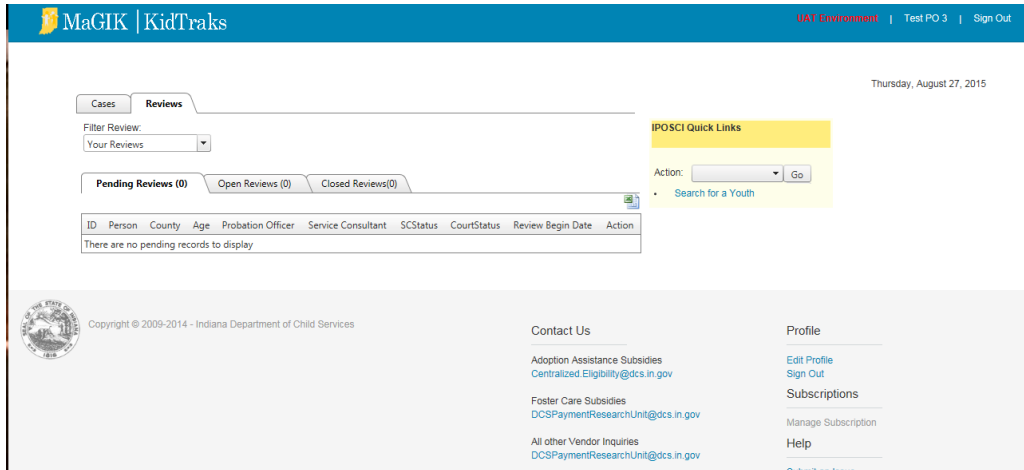 MaGIK | KidTraks
UAT Environment | Test PO 3 | Sign Out
Thursday, August 27, 2015
Cases Reviews
Filter Review:
Your Reviews
Pending Reviews (0) Open Reviews (0) Closed Reviews(0)
ID Person County Age Probation Officer Service Consultant SCStatus CourtStatus Review Begin Date Action
There are no pending records to display
IPOSCI Quick Links
Action: Go
• Search for a Youth
Copyright © 2009-2014 - Indiana Department of Child Services
Contact Us
Adoption Assistance Subsidies
Centralized.Eligibility@dcs.in.gov
Foster Care Subsidies
DCSPaymentResearchUnit@dcs.in.gov
All other Vendor Inquiries
DCSPaymentResearchUnit@dcs.in.gov
Profile
Edit Profile
Sign Out
Subscriptions
Manage Subscription
Help